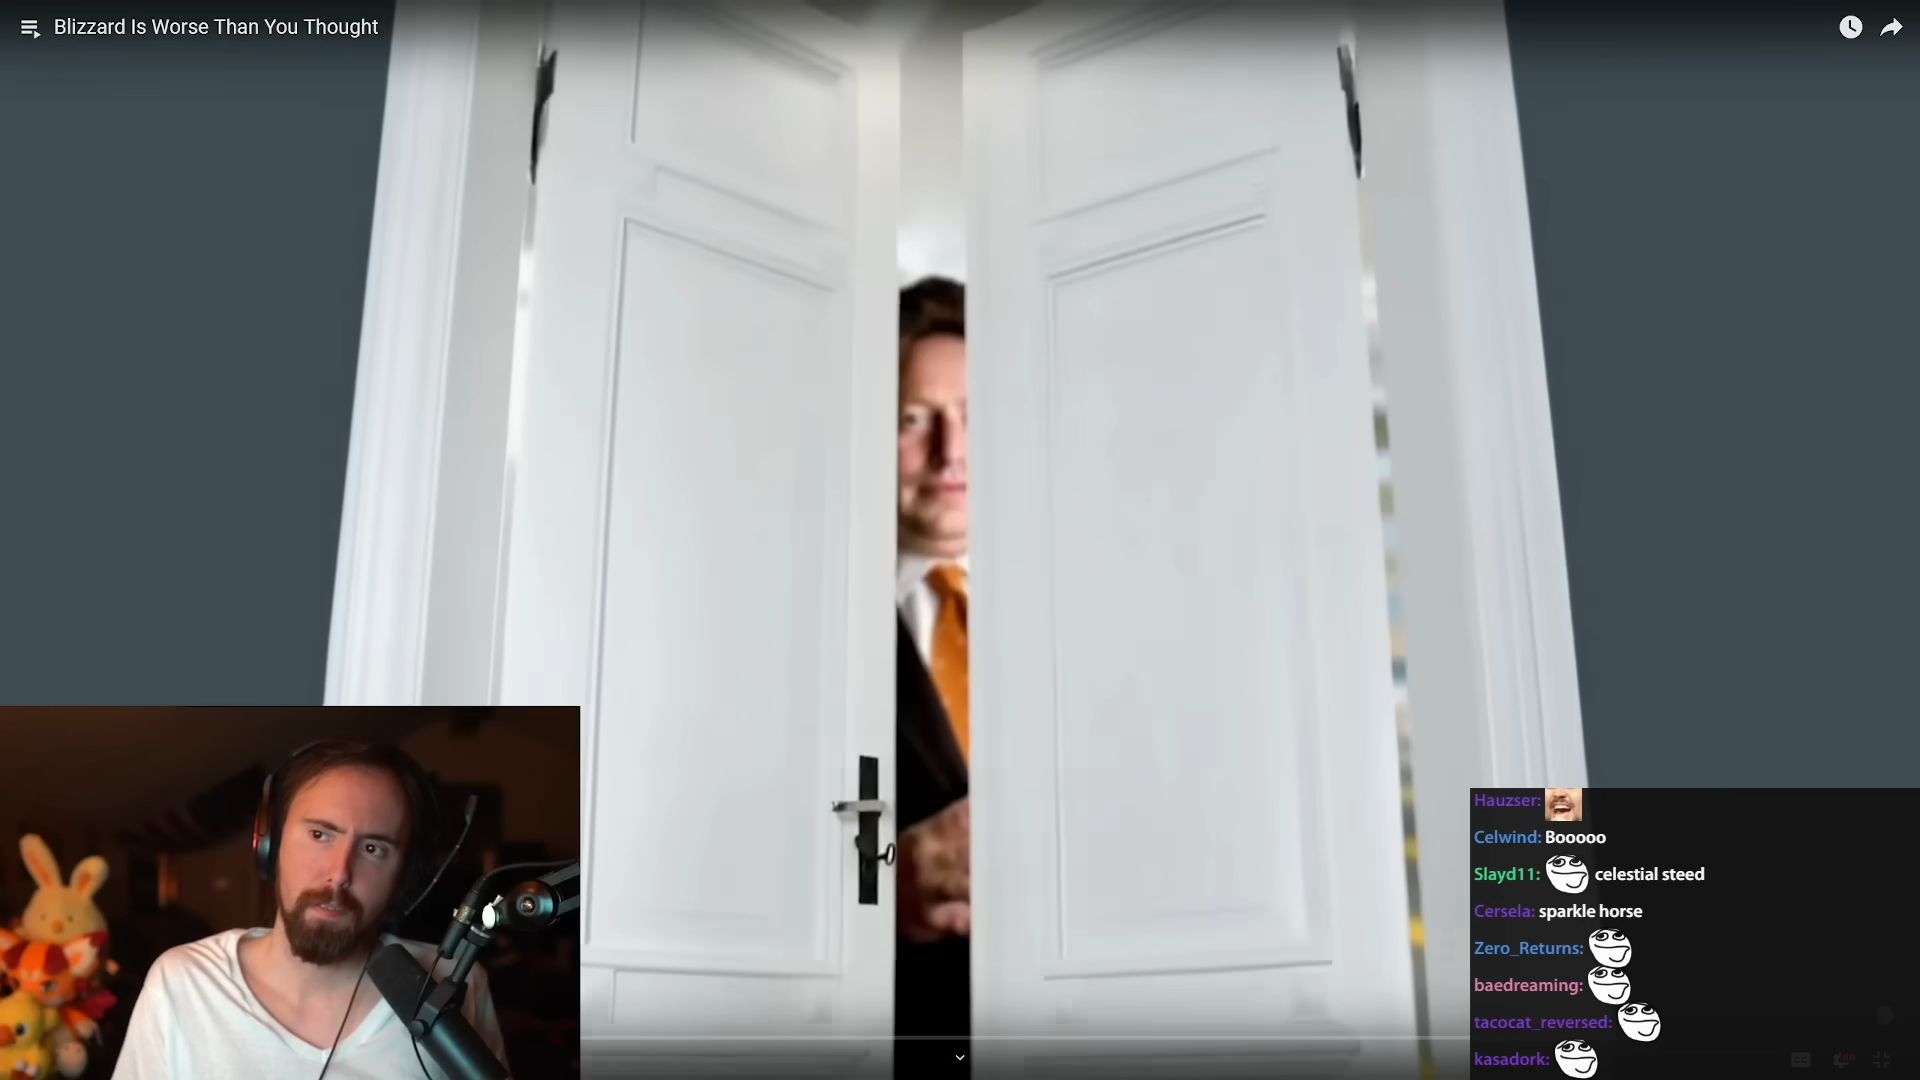 Blizzard Is Worse Than You Thought
Hauzser:
Celwind: Booooo
Slayd11: celestial steed
Cersela: sparkle horse
Zero_Returns:
baedreaming:
tacocat_reversed:
kasadork: